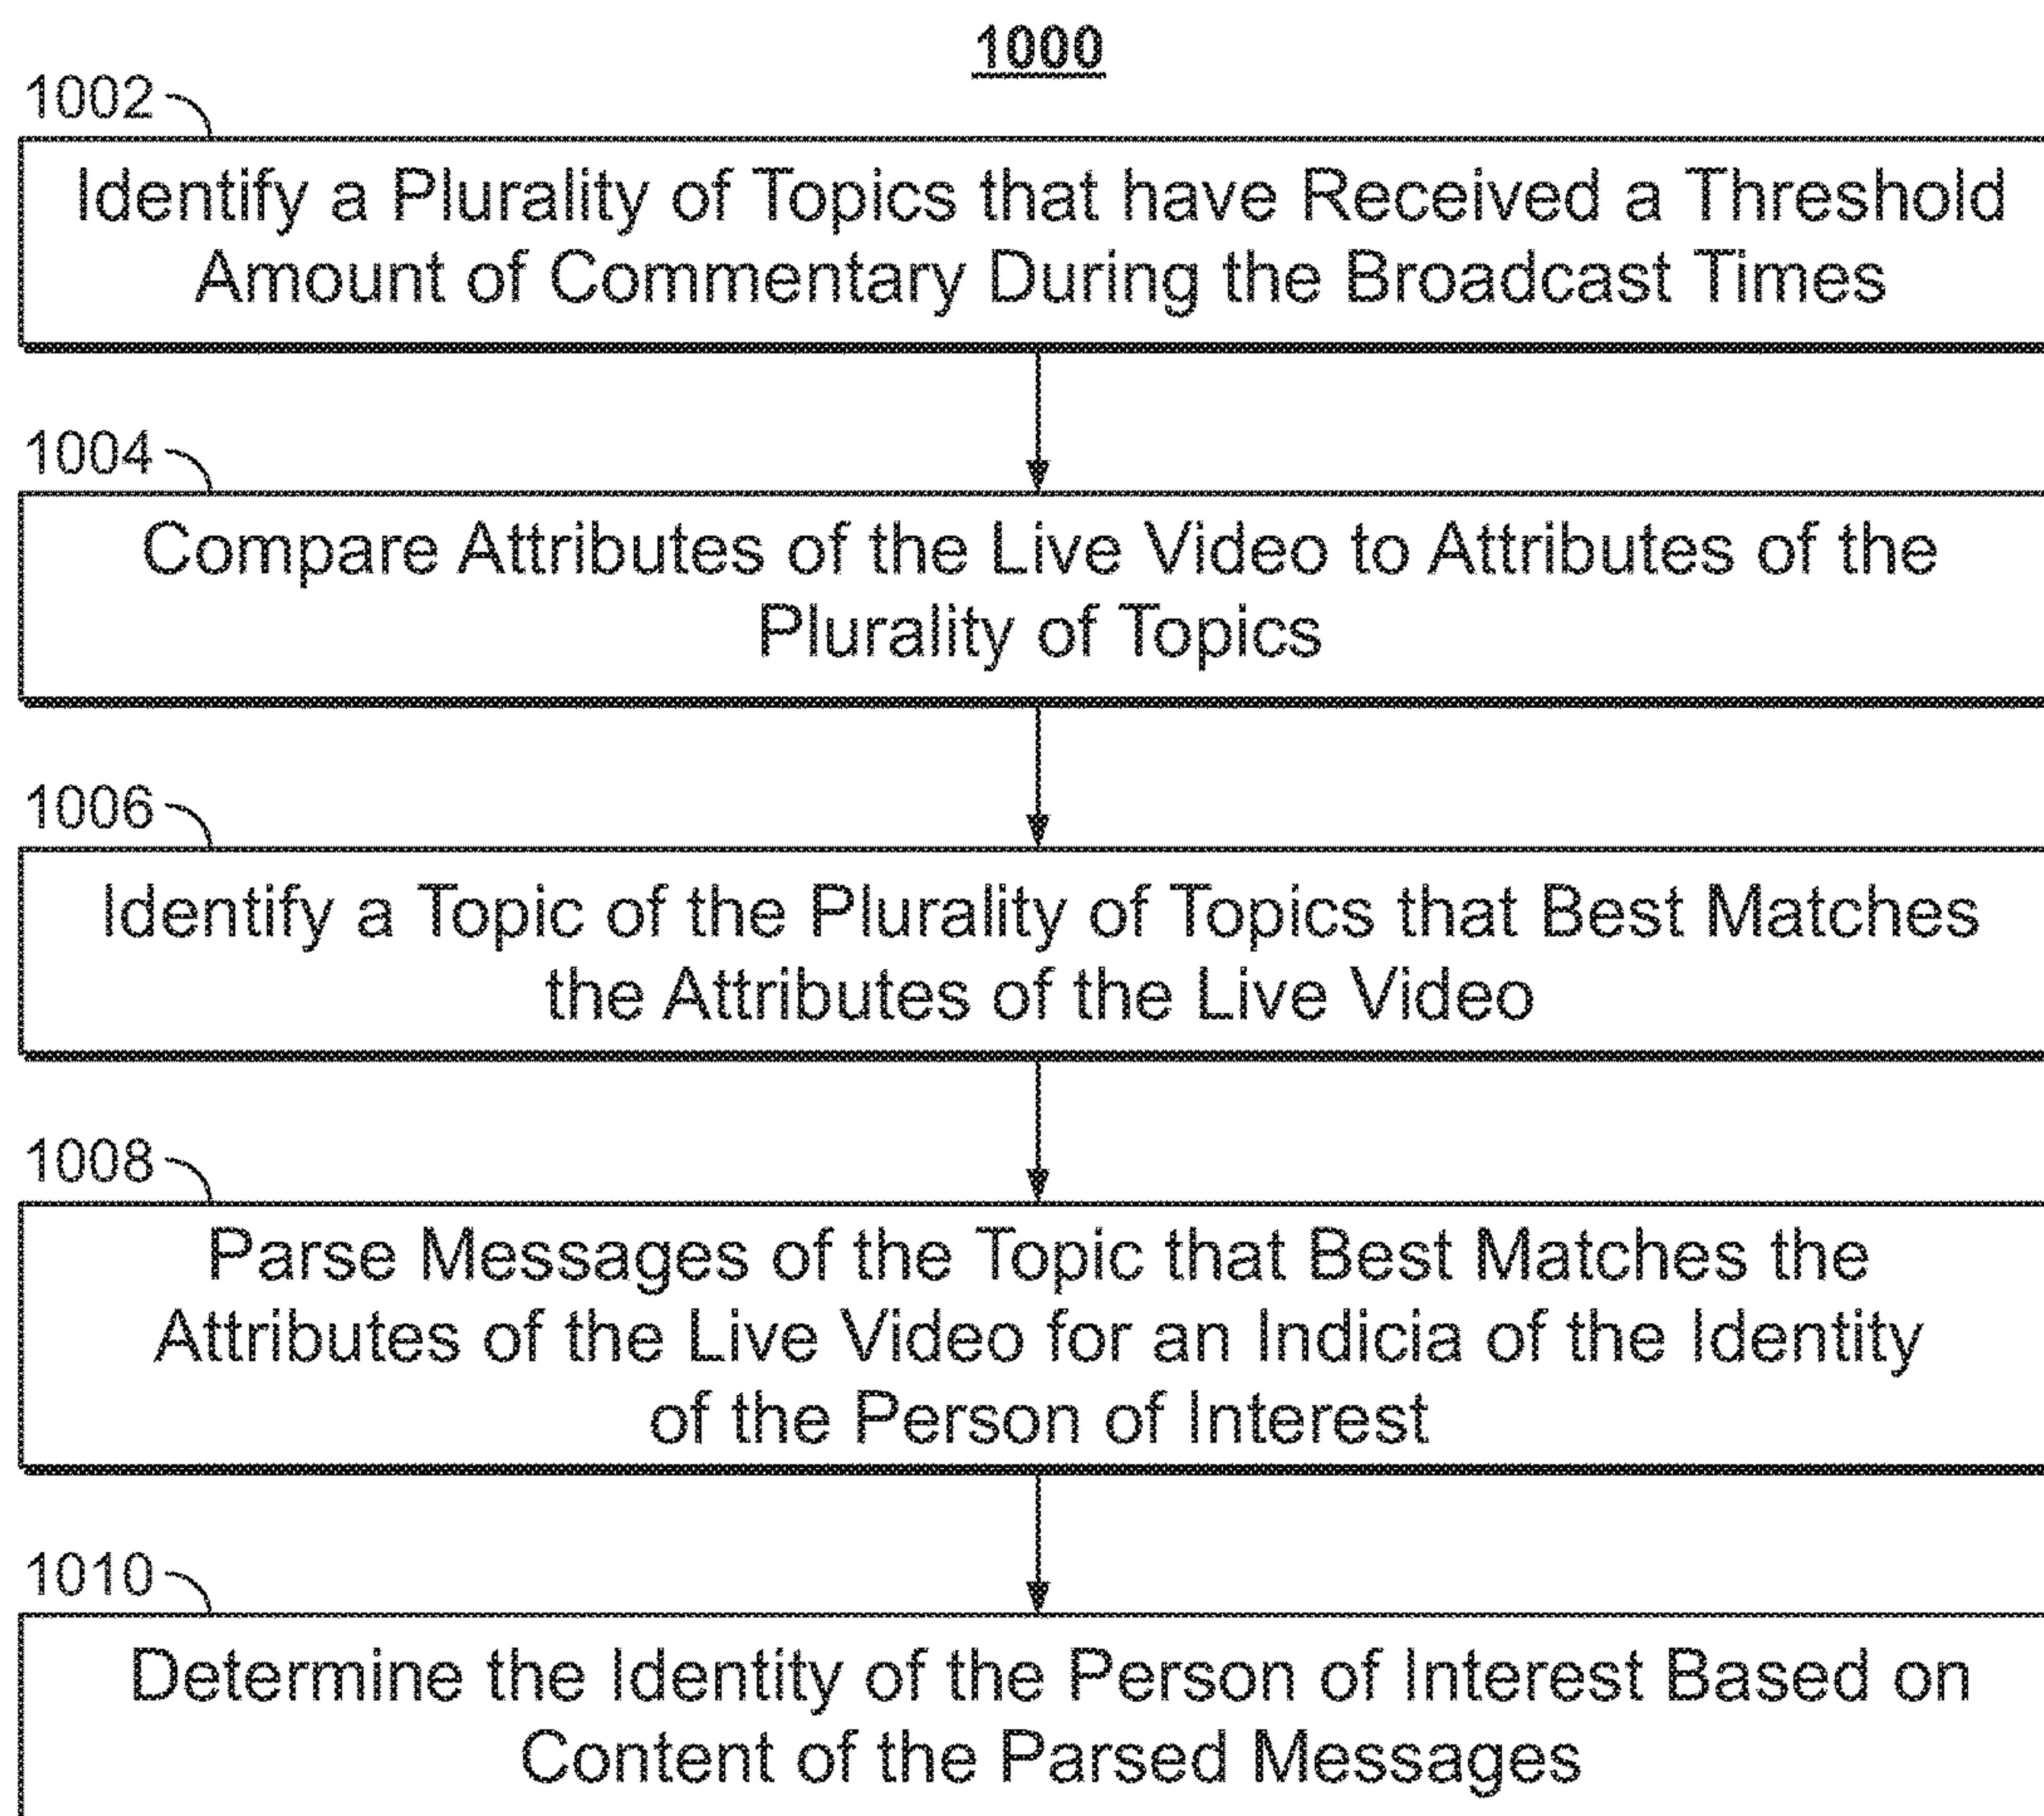 1000
1002
Identify a Plurality of Topics that have Received a Threshold
Amount of Commentary During the Broadcast Times
1004
Compare Attributes of the Live Video to Attributes of the
Plurality of Topics
1006
Identify a Topic of the Plurality of Topics that Best Matches
the Attributes of the Live Video
1008
Parse Messages of the Topic that Best Matches the
Attributes of the Live Video for an Indicia of the Identity
of the Person of Interest
1010
Determine the Identity of the Person of Interest Based on
Content of the Parsed Messages